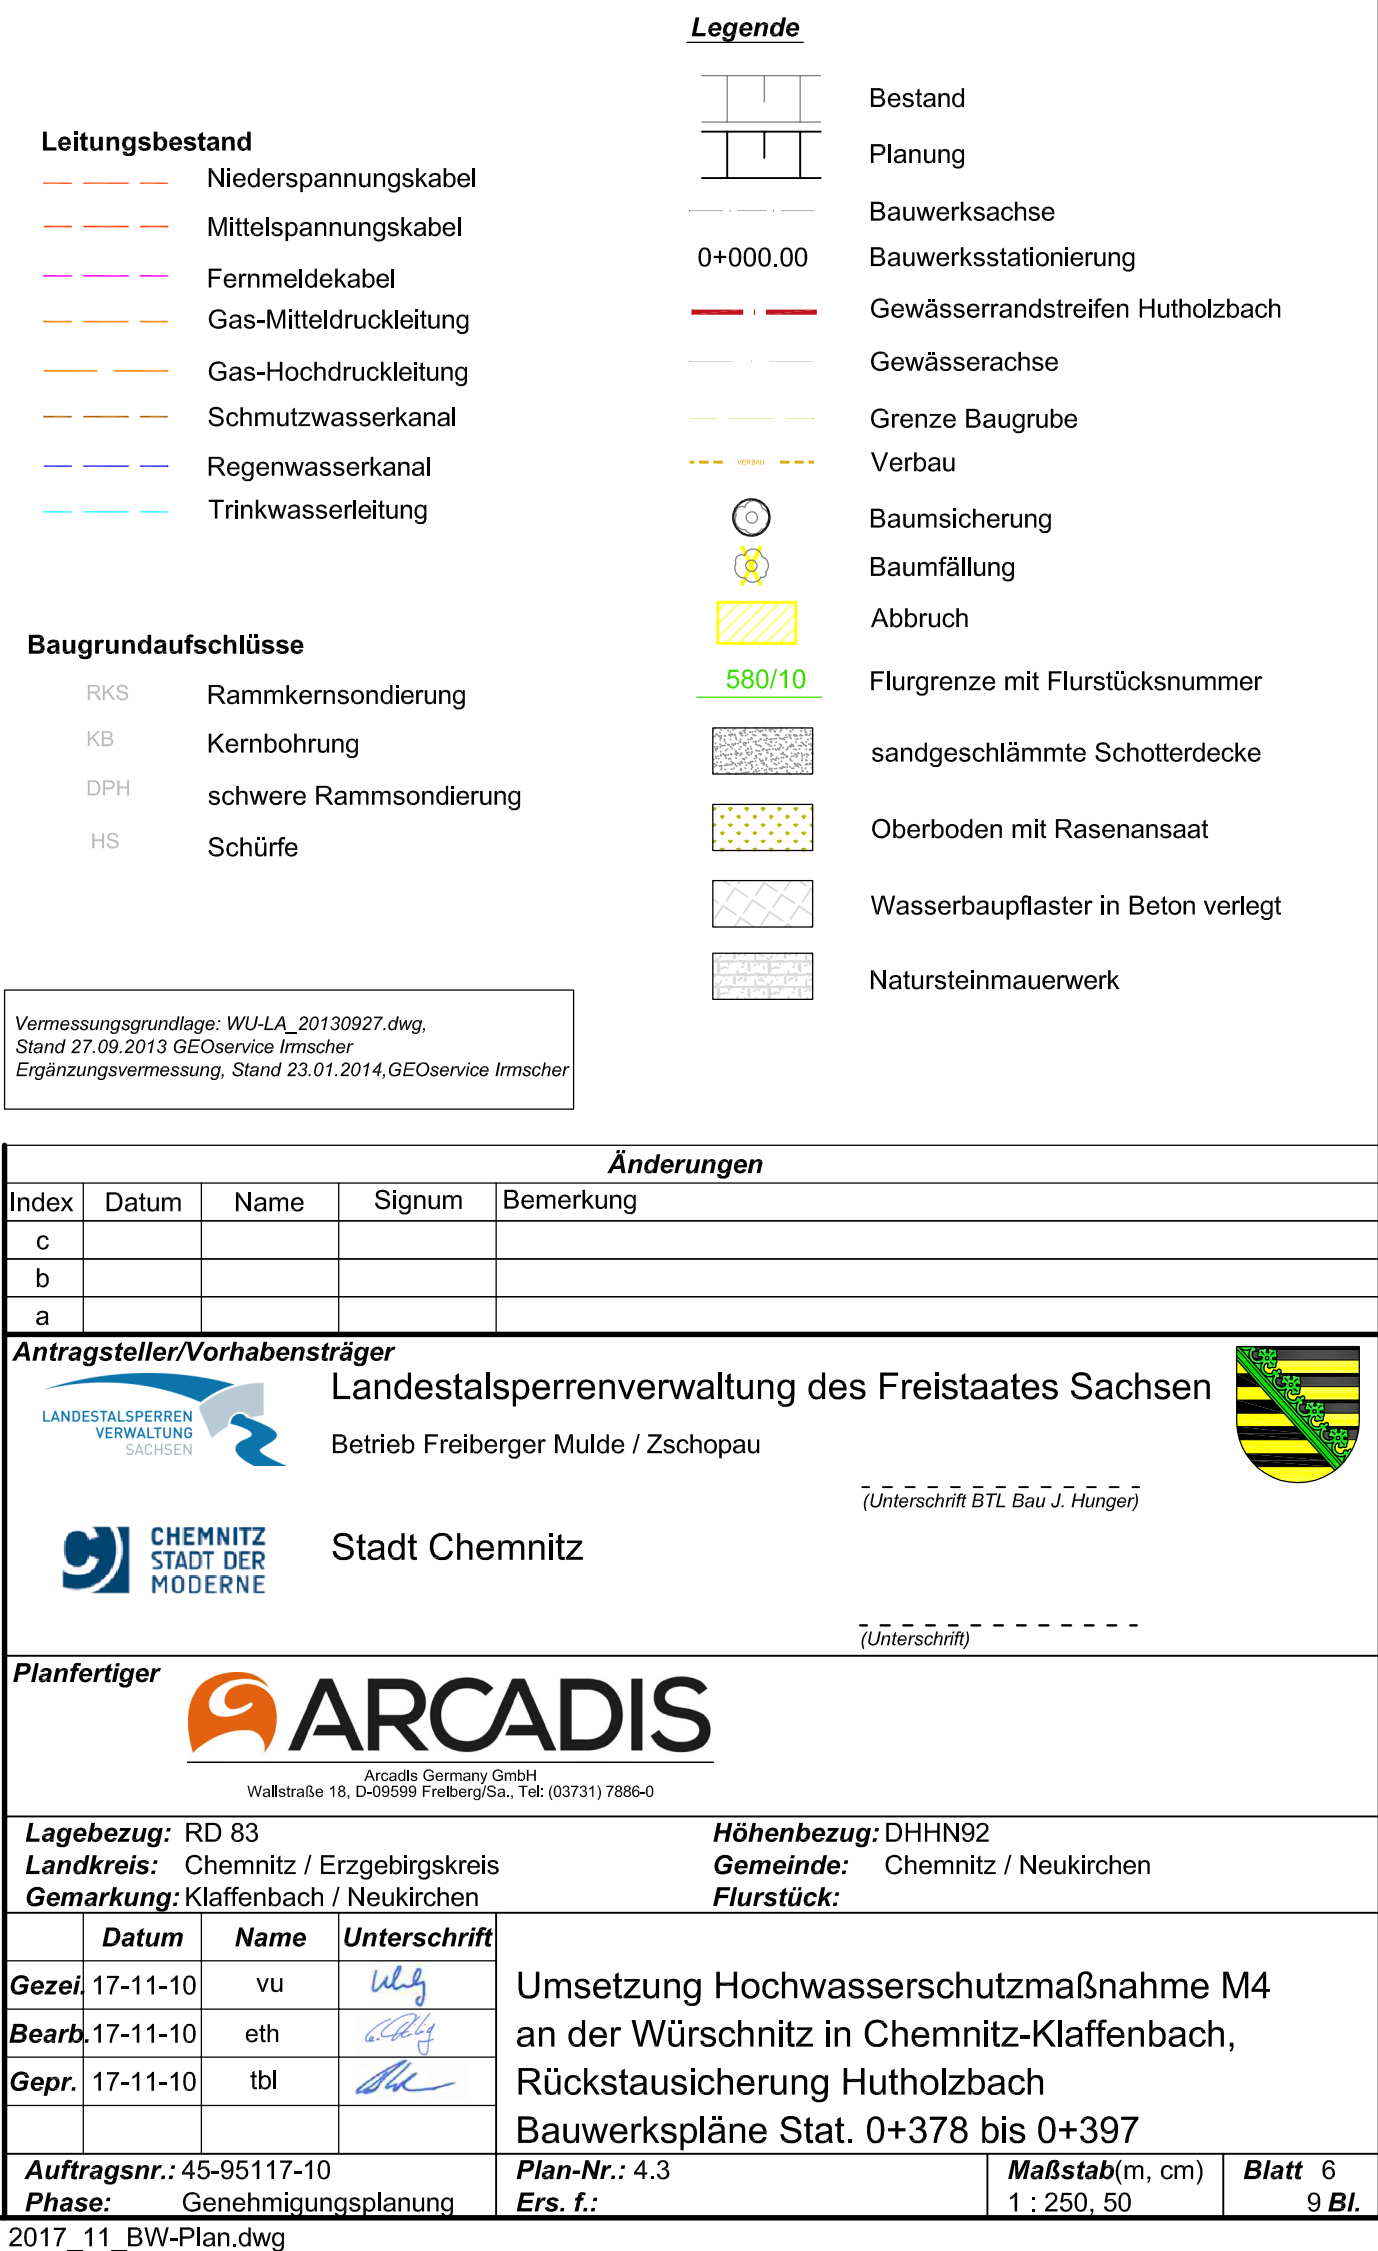 Legende
Bestand
Planung
Bauwerksachse
0+000.00 Bauwerksstationierung
Gewässerrandstreifen Hutholzbach
Gewässerachse
Grenze Baugrube
VERBAU Verbau
Baumsicherung
Baumfällung
Abbruch
580/10 Flurgrenze mit Flurstücksnummer
sandgeschlämmte Schotterdecke
Oberboden mit Rasenansaat
Wasserbaupflaster in Beton verlegt
Natursteinmauerwerk
Leitungsbestand
Niederspannungskabel
Mittelspannungskabel
Fernmeldekabel
Gas-Mitteldruckleitung
Gas-Hochdruckleitung
Schmutzwasserkanal
Regenwasserkanal
Trinkwasserleitung
Baugrundaufschlüsse
RKS Rammkernsondierung
KB Kernbohrung
DPH schwere Rammsondierung
HS Schürfe
Vermessungsgrundlage: WU-LA_20130927.dwg,
Stand 27.09.2013 GEOservice Irmscher
Ergänzungsvermessung, Stand 23.01.2014,GEOservice Irmscher
Änderungen
Index Datum Name Signum Bemerkung
c
b
a
Antragsteller/Vorhabensträger
LANDESTALSPERREN
VERWALTUNG
SACHSEN
Landestalsperrenverwaltung des Freistaates Sachsen
Betrieb Freiberger Mulde / Zschopau
(Unterschrift BTL Bau J. Hunger)
CHEMNITZ
STADT DER
MODERNE
Stadt Chemnitz
(Unterschrift)
Planfertiger
ARCADIS
Arcadis Germany GmbH
Wallstraße 18, D-09599 Freiberg/Sa., Tel: (03731) 7886-0
Lagebezug: RD 83 Höhenbezug: DHHN92
Landkreis: Chemnitz / Erzgebirgskreis Gemeinde: Chemnitz / Neukirchen
Gemarkung: Klaffenbach / Neukirchen Flurstück:
Datum Name Unterschrift
Gezei. 17-11-10 vu
Bearb. 17-11-10 eth
Gepr. 17-11-10 tbl
Umsetzung Hochwasserschutzmaßnahme M4
an der Würschnitz in Chemnitz-Klaffenbach,
Rückstausicherung Hutholzbach
Bauwerkspläne Stat. 0+378 bis 0+397
Auftragsnr.: 45-95117-10 Plan-Nr.: 4.3 Maßstab(m, cm) Blatt 6
Phase: Genehmigungsplanung Ers. f.: 1 : 250, 50 9 Bl.
2017_11_BW-Plan.dwg